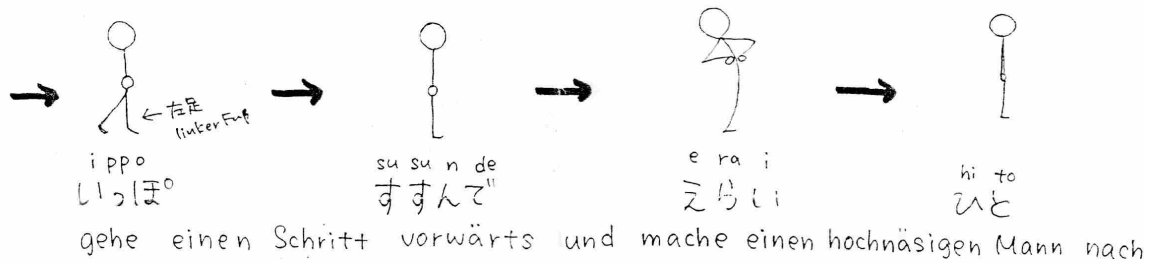 ← 左足
linker Fuß
i ppo su su n de e ra i hi to
いっぽ すすんで えらい ひと
gehe einen Schritt vorwärts und mache einen hochnäsigen Mann nach